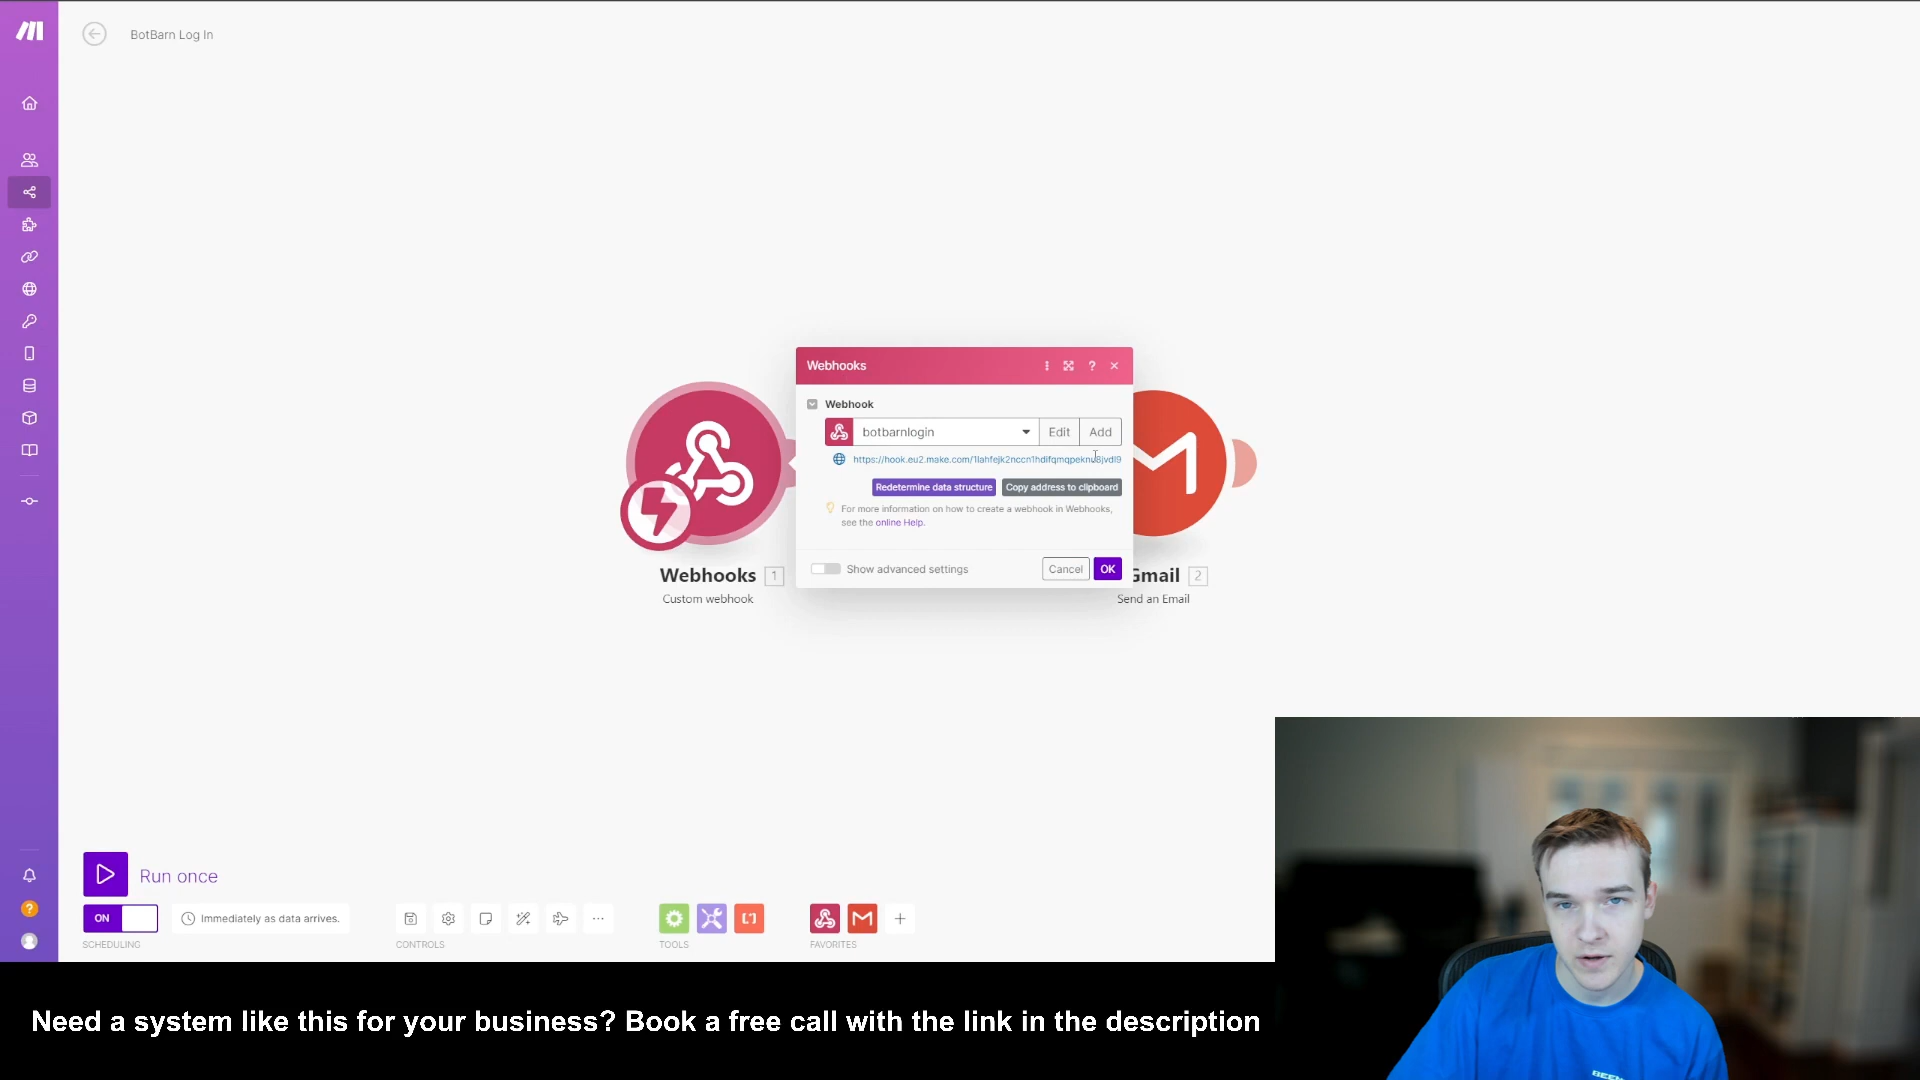 BotBarn Log In
Webhooks
?
Webhook
botbarnlogin
Edit
Add
Redetermine data structure
Copy address to clipboard
For more information on how to create a webhook in Webhooks,
see the online Help.
Show advanced settings
Cancel
OK
Webhooks 1
Custom webhook
Gmail 2
Send an Email
Run once
ON
Immediately as data arrives.
SCHEDULING
CONTROLS
TOOLS
FAVORITES
?
Need a system like this for your business? Book a free call with the link in the description